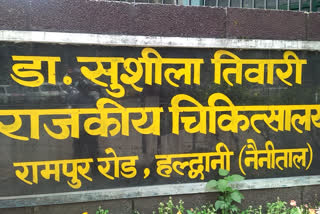 डा. सुशीला तिवारी
राजकीय चिकित्सालय
रामपुर रोड, हल्द्वानी (नैनीताल)